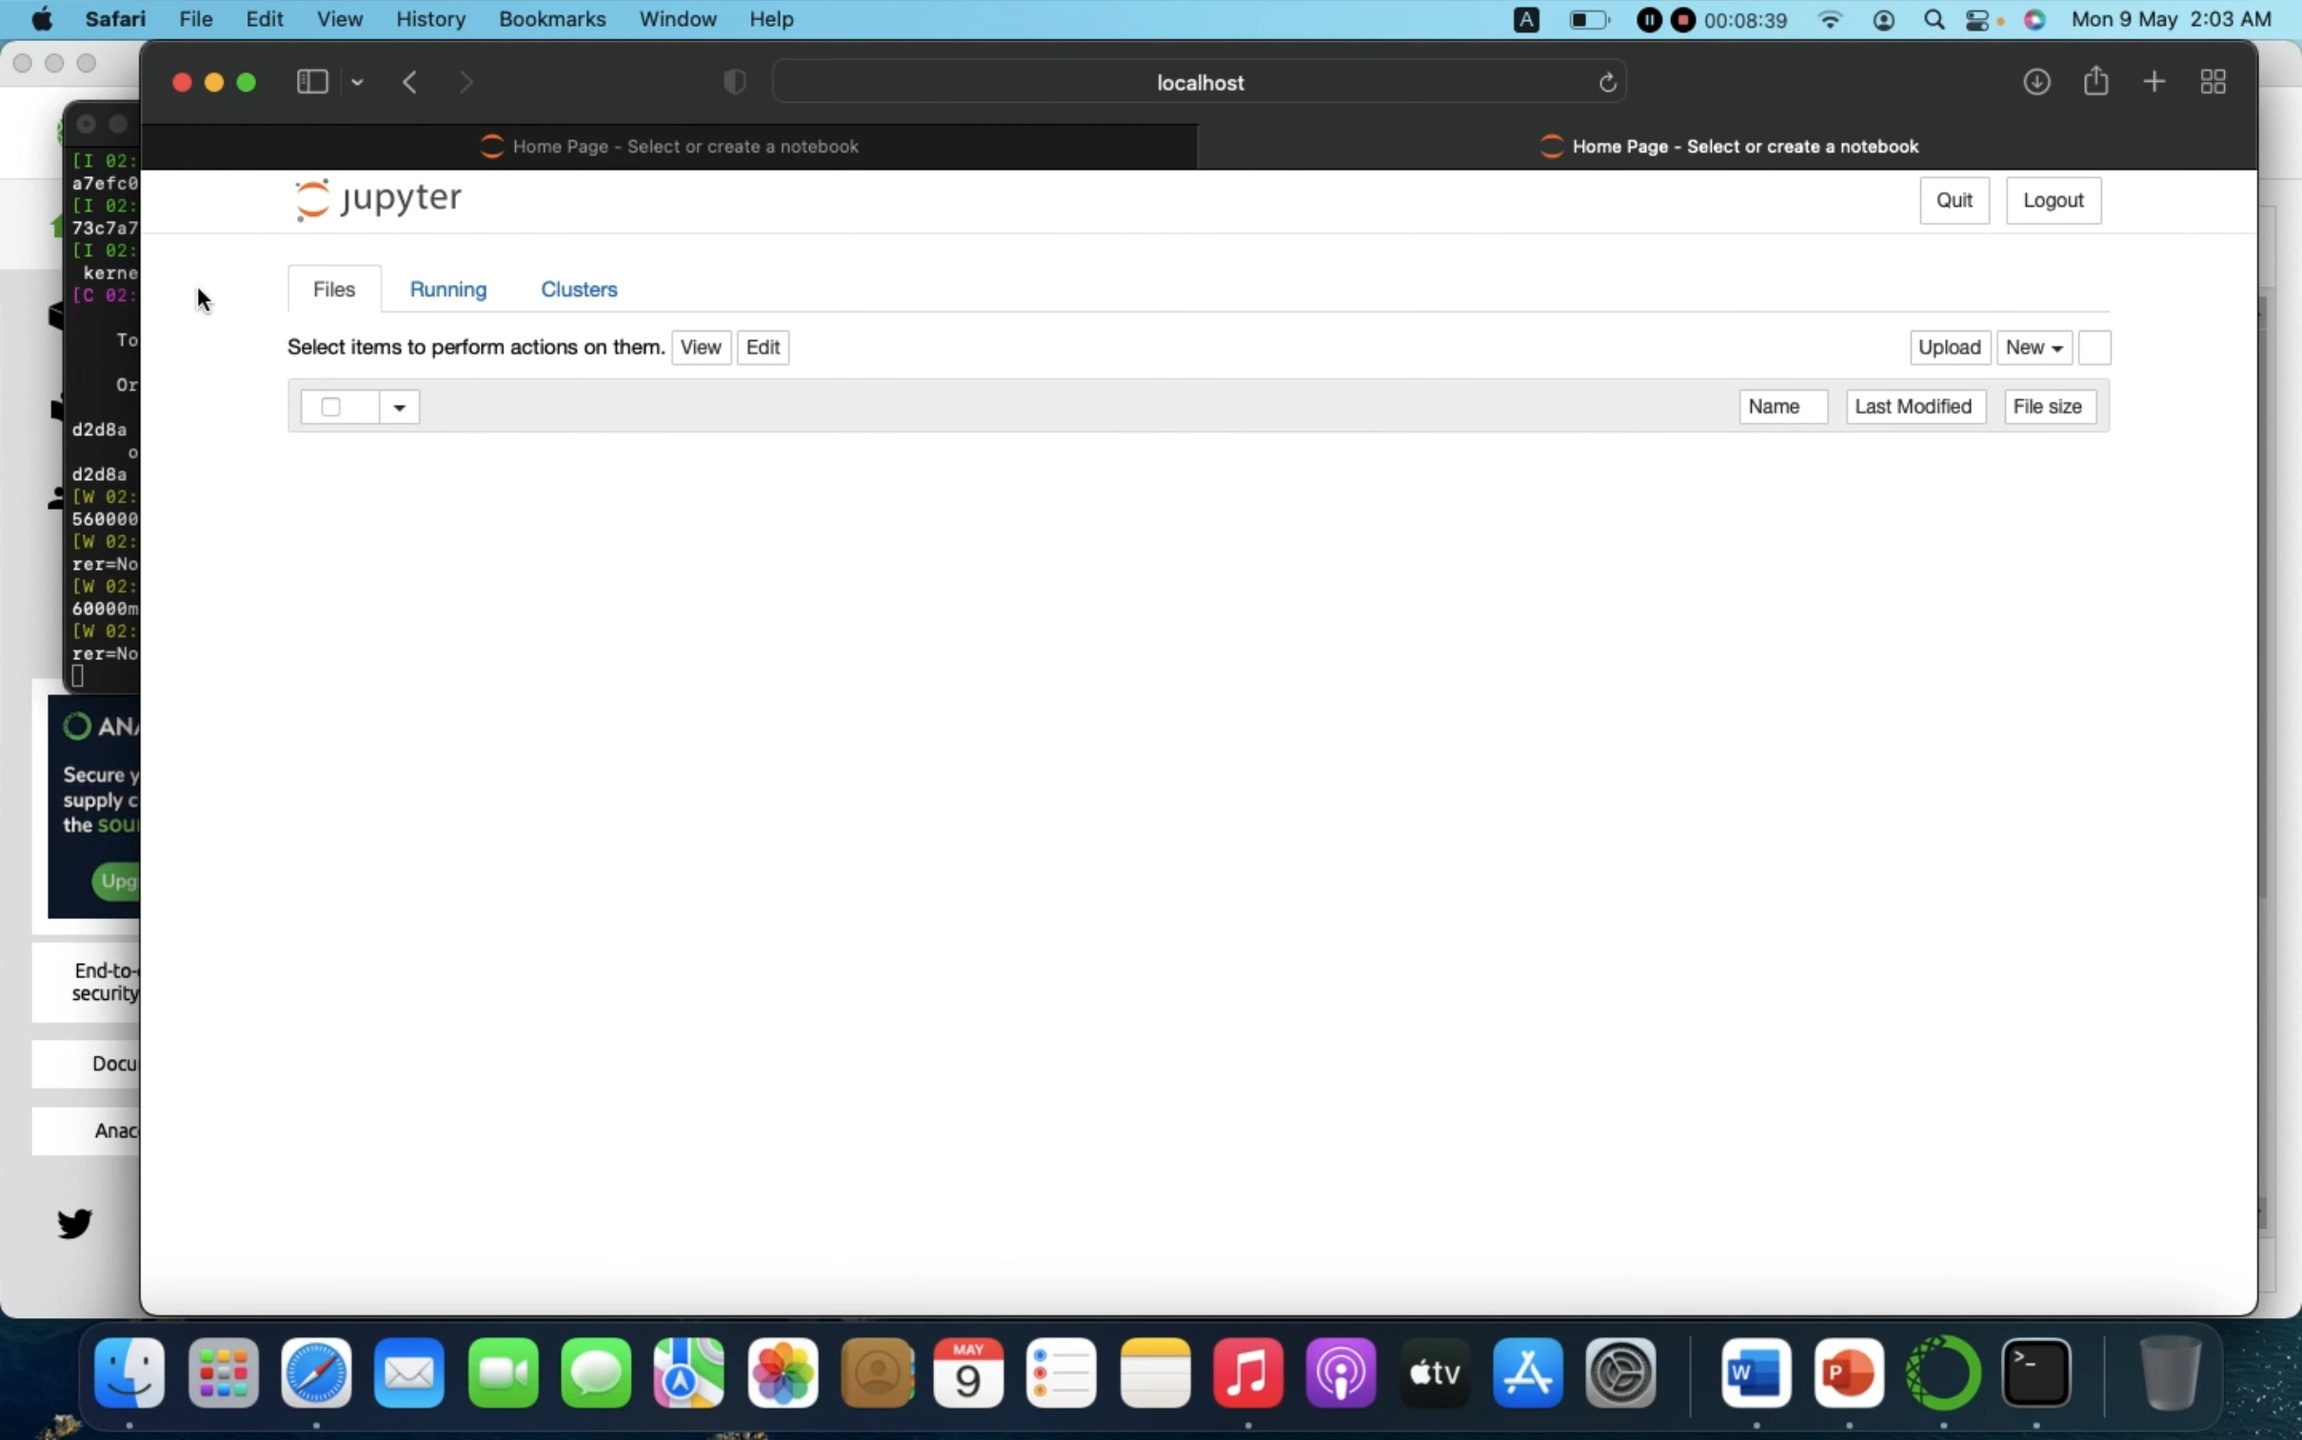 Safari File Edit View History Bookmarks Window Help A 00:08:39 Mon 9 May 2:03 AM
localhost
Home Page - Select or create a notebook
Home Page - Select or create a notebook
jupyter
Quit
Logout
Files
Running
Clusters
Select items to perform actions on them.
View
Edit
Upload
New
Name
Last Modified
File size
[I 02:
a7efc0
[I 02:
73c7a7
[I 02:
kerne
[C 02:
To
Or
d2d8a
o
d2d8a
[W 02:
560000
[W 02:
rer=No
[W 02:
60000m
[W 02:
rer=No
ANA
Secure y
supply c
the sour
Upg
End-to-
security
Docu
Anac
MAY
9
tv
W
P
>_